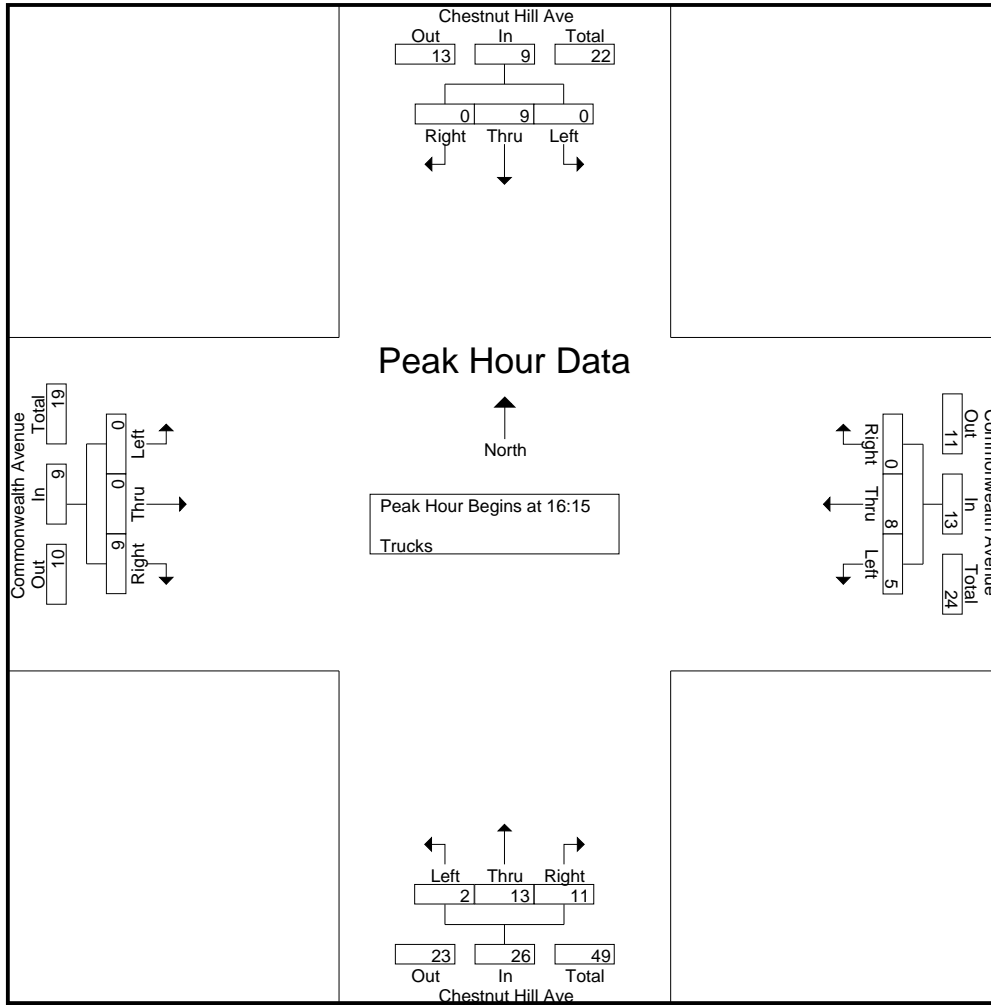 Chestnut Hill Ave
Out In Total
13 9 22
0 9 0
Right Thru Left
Peak Hour Data
North
Peak Hour Begins at 16:15
Trucks
Commonwealth Avenue
Total In Out
19 9 10
0 0 9
Left Thru Right
Commonwealth Avenue
Out In Total
11 13 24
0 8 5
Right Thru Left
Left Thru Right
2 13 11
23 26 49
Out In Total
Chestnut Hill Ave